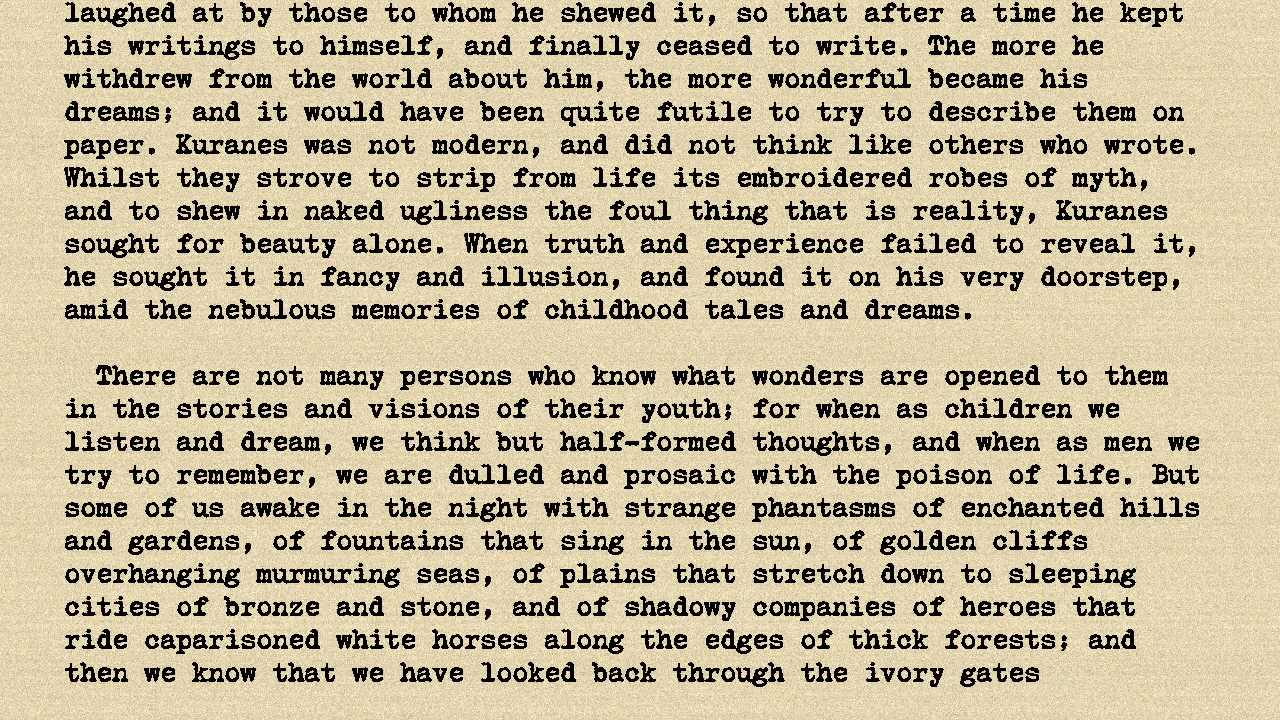 laughed at by those to whom he shewed it, so that after a time he kept
his writings to himself, and finally ceased to write. The more he
withdrew from the world about him, the more wonderful became his
dreams; and it would have been quite futile to try to describe them on
paper. Kuranes was not modern, and did not think like others who wrote.
Whilst they strove to strip from life its embroidered robes of myth,
and to shew in naked ugliness the foul thing that is reality, Kuranes
sought for beauty alone. When truth and experience failed to reveal it,
he sought it in fancy and illusion, and found it on his very doorstep,
amid the nebulous memories of childhood tales and dreams.

There are not many persons who know what wonders are opened to them
in the stories and visions of their youth; for when as children we
listen and dream, we think but half-formed thoughts, and when as men we
try to remember, we are dulled and prosaic with the poison of life. But
some of us awake in the night with strange phantasms of enchanted hills
and gardens, of fountains that sing in the sun, of golden cliffs
overhanging murmuring seas, of plains that stretch down to sleeping
cities of bronze and stone, and of shadowy companies of heroes that
ride caparisoned white horses along the edges of thick forests; and
then we know that we have looked back through the ivory gates